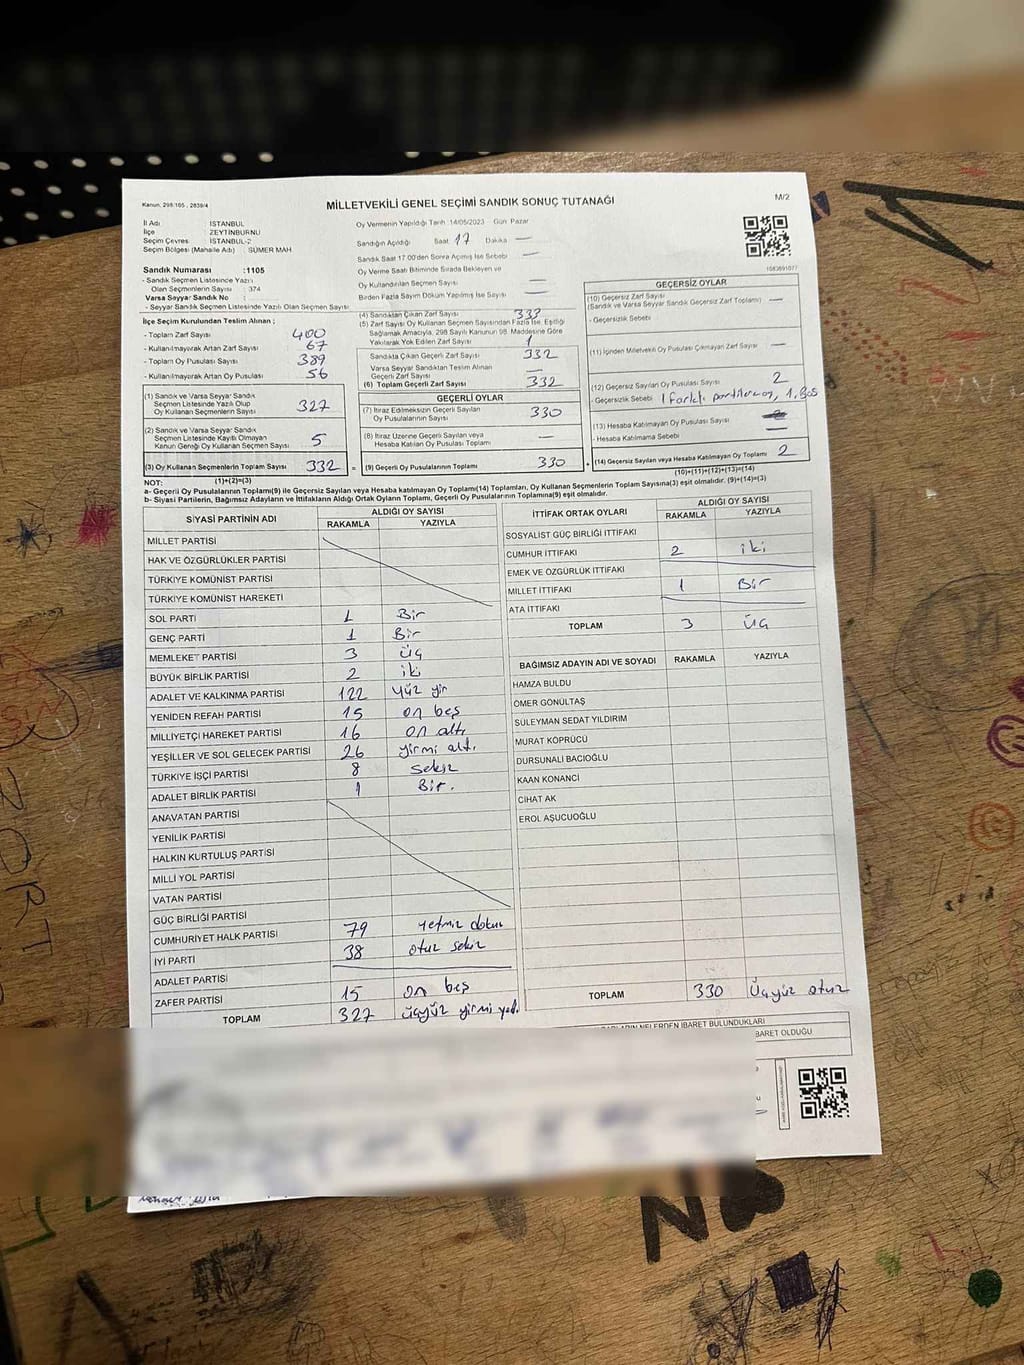 Kanun: 298/105 , 2839/4
MİLLETVEKİLİ GENEL SEÇİMİ SANDIK SONUÇ TUTANAĞI
M/2
İl Adı : İSTANBUL
İlçe : ZEYTİNBURNU
Seçim Çevres : İSTANBUL-2
Seçim Bölgesi (Mahalle Adı) : SÜMER MAH
Oy Vermenin Yapıldığı Tarih :14/05/2023 Gün: Pazar
Sandığın Açıldığı Saat 17 Dakika —
Sandık Saat 17:00'den Sonra Açılmış İse Sebebi —
Oy Verme Saati Bitiminde Sırada Bekleyen ve
Oy Kullandırılan Seçmen Sayısı —
Birden Fazla Sayım Döküm Yapılmış İse Sayısı —
Sandık Numarası :1105
- Sandık Seçmen Listesinde Yazılı
Olan Seçmenlerin Sayısı : 374
Varsa Seyyar Sandık No :
- Seyyar Sandık Seçmen Listesinde Yazılı Olan Seçmen Sayısı
İlçe Seçim Kurulundan Teslim Alınan ;
- Toplam Zarf Sayısı 400
- Kullanılmayarak Artan Zarf Sayısı 67
- Toplam Oy Pusulası Sayısı 389
- Kullanılmayarak Artan Oy Pusulası 56
(1) Sandık ve Varsa Seyyar Sandık
Seçmen Listesinde Yazılı Olup
Oy Kullanan Seçmenlerin Sayısı 327
(2) Sandık ve Varsa Seyyar Sandık
Seçmen Listesinde Kayıtlı Olmayan
Kanun Gereği Oy Kullanan Seçmen Sayısı 5
(3) Oy Kullanan Seçmenlerin Toplam Sayısı 332
(1)+(2)=(3)
(4) Sandıktan Çıkan Zarf Sayısı 333
(5) Zarf Sayısı Oy Kullanan Seçmen Sayısından Fazla İse, Eşitliği
Sağlamak Amacıyla, 298 Sayılı Kanunun 98. Maddesine Göre
Yakılarak Yok Edilen Zarf Sayısı 1
Sandıkta Çıkan Geçerli Zarf Sayısı 332
Varsa Seyyar Sandıktan Teslim Alınan
Geçerli Zarf Sayısı —
(6) Toplam Geçerli Zarf Sayısı 332
GEÇERLİ OYLAR
(7) İtiraz Edilmeksizin Geçerli Sayılan
Oy Pusulalarının Sayısı 330
(8) İtiraz Üzerine Geçerli Sayılan veya
Hesaba Katılan Oy Pusulası Toplamı —
= (9) Geçerli Oy Pusulalarının Toplamı 330
1583691077
GEÇERSİZ OYLAR
(10) Geçersiz Zarf Sayısı
(Sandık ve Varsa Seyyar Sandık Geçersiz Zarf Toplamı) —
- Geçersizlik Sebebi
(11) İçinden Milletvekili Oy Pusulası Çıkmayan Zarf Sayısı —
(12) Geçersiz Sayılan Oy Pusulası Sayısı 2
- Geçersizlik Sebebi 1 farklı partilere oy, 1 Boş
(13) Hesaba Katılmayan Oy Pusulası Sayısı —
- Hesaba Katılmama Sebebi
+ (14) Geçersiz Sayılan veya Hesaba Katılmayan Oy Toplamı 2
(10)+(11)+(12)+(13)=(14)
NOT:
a- Geçerli Oy Pusulalarının Toplamı(9) ile Geçersiz Sayılan veya Hesaba katılmayan Oy Toplamı(14) Toplamları, Oy Kullanan Seçmenlerin Toplam Sayısına(3) eşit olmalıdır. (9)+(14)=(3)
b- Siyasi Partilerin, Bağımsız Adayların ve İttifakların Aldığı Ortak Oyların Toplamı, Geçerli Oy Pusulalarının Toplamına(9) eşit olmalıdır.
SİYASİ PARTİNİN ADI
ALDIĞI OY SAYISI
RAKAMLA YAZIYLA
MİLLET PARTİSİ
HAK VE ÖZGÜRLÜKLER PARTİSİ
TÜRKİYE KOMÜNİST PARTİSİ
TÜRKİYE KOMÜNİST HAREKETİ
SOL PARTİ 1 Bir
GENÇ PARTİ 1 Bir
MEMLEKET PARTİSİ 3 üç
BÜYÜK BİRLİK PARTİSİ 2 iki
ADALET VE KALKINMA PARTİSİ 122 yüz yir
YENİDEN REFAH PARTİSİ 15 on beş
MİLLİYETÇİ HAREKET PARTİSİ 16 on altı
YEŞİLLER VE SOL GELECEK PARTİSİ 26 yirmi altı
TÜRKİYE İŞÇİ PARTİSİ 8 sekiz
ADALET BİRLİK PARTİSİ 1 Bir.
ANAVATAN PARTİSİ
YENİLİK PARTİSİ
HALKIN KURTULUŞ PARTİSİ
MİLLİ YOL PARTİSİ
VATAN PARTİSİ
GÜÇ BİRLİĞİ PARTİSİ
CUMHURİYET HALK PARTİSİ 79 yetmiş dokuz
İYİ PARTİ 38 otuz sekiz
ADALET PARTİSİ
ZAFER PARTİSİ 15 on beş
TOPLAM 327 üçyüz yirmi yedi
İTTİFAK ORTAK OYLARI
ALDIĞI OY SAYISI
RAKAMLA YAZIYLA
SOSYALİST GÜÇ BİRLİĞİ İTTİFAKI
CUMHUR İTTİFAKI 2 iki
EMEK VE ÖZGÜRLÜK İTTİFAKI
MİLLET İTTİFAKI 1 Bir
ATA İTTİFAKI
TOPLAM 3 üç
BAĞIMSIZ ADAYIN ADI VE SOYADI RAKAMLA YAZIYLA
HAMZA BULDU
ÖMER GÖNÜLTAŞ
SÜLEYMAN SEDAT YILDIRIM
MURAT KÖPRÜCÜ
DURSUNALİ BACIOĞLU
KAAN KONANCİ
CİHAT AK
EROL AŞUCUOĞLU
TOPLAM 330 üçyüz otuz
NELERDEN İBARET BULUNDUKLARI
İBARET OLDUĞU